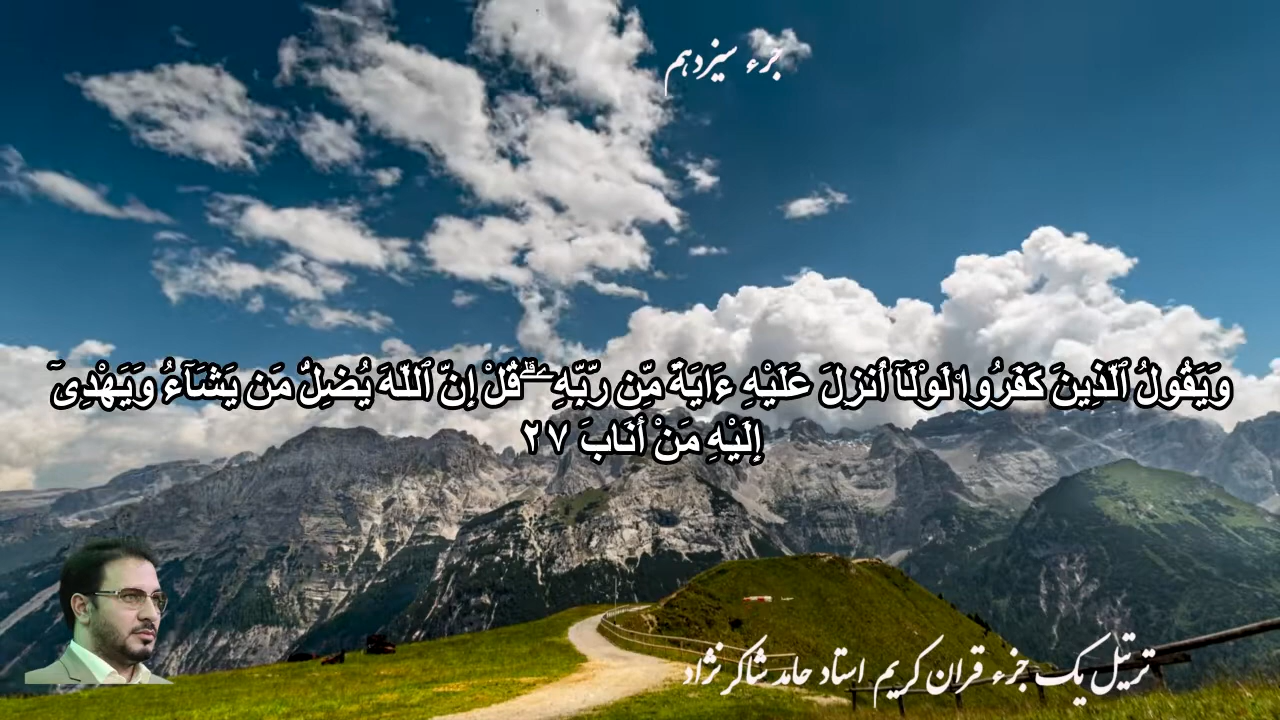 جزء سیزدهم
وَيَقُولُ ٱلَّذِينَ كَفَرُوا۟ لَوْلَآ أُنزِلَ عَلَيْهِ ءَايَةٌ مِّن رَّبِّهِۦۗ قُلْ إِنَّ ٱللَّهَ يُضِلُّ مَن يَشَآءُ وَيَهْدِىٓ
إِلَيْهِ مَنْ أَنَابَ ٢٧
ترتیل یک جزء قران کریم استاد حامد شاکرنژاد